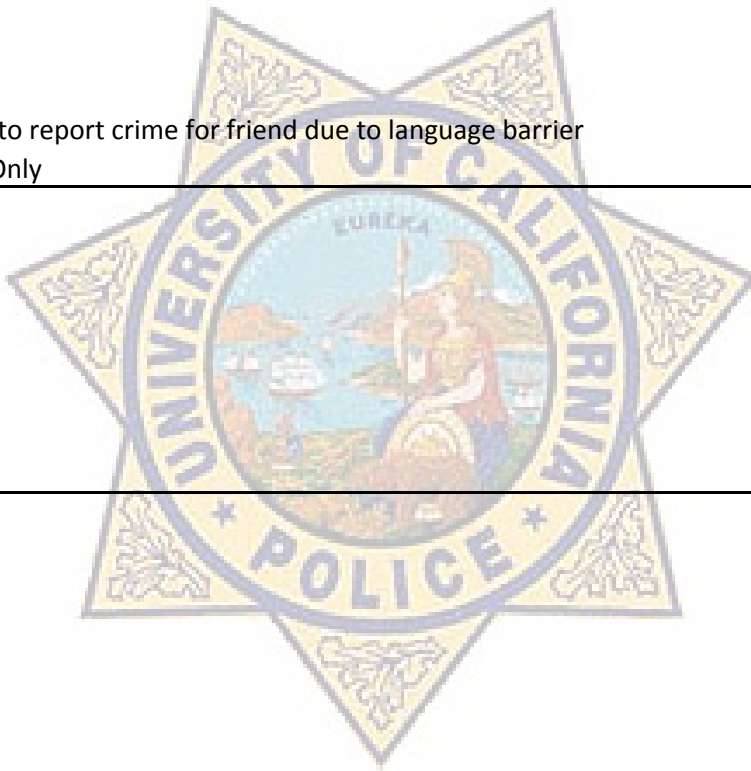 to report crime for friend due to language barrier
Only
EUREKA
UNIVERSITY OF CALIFORNIA
POLICE